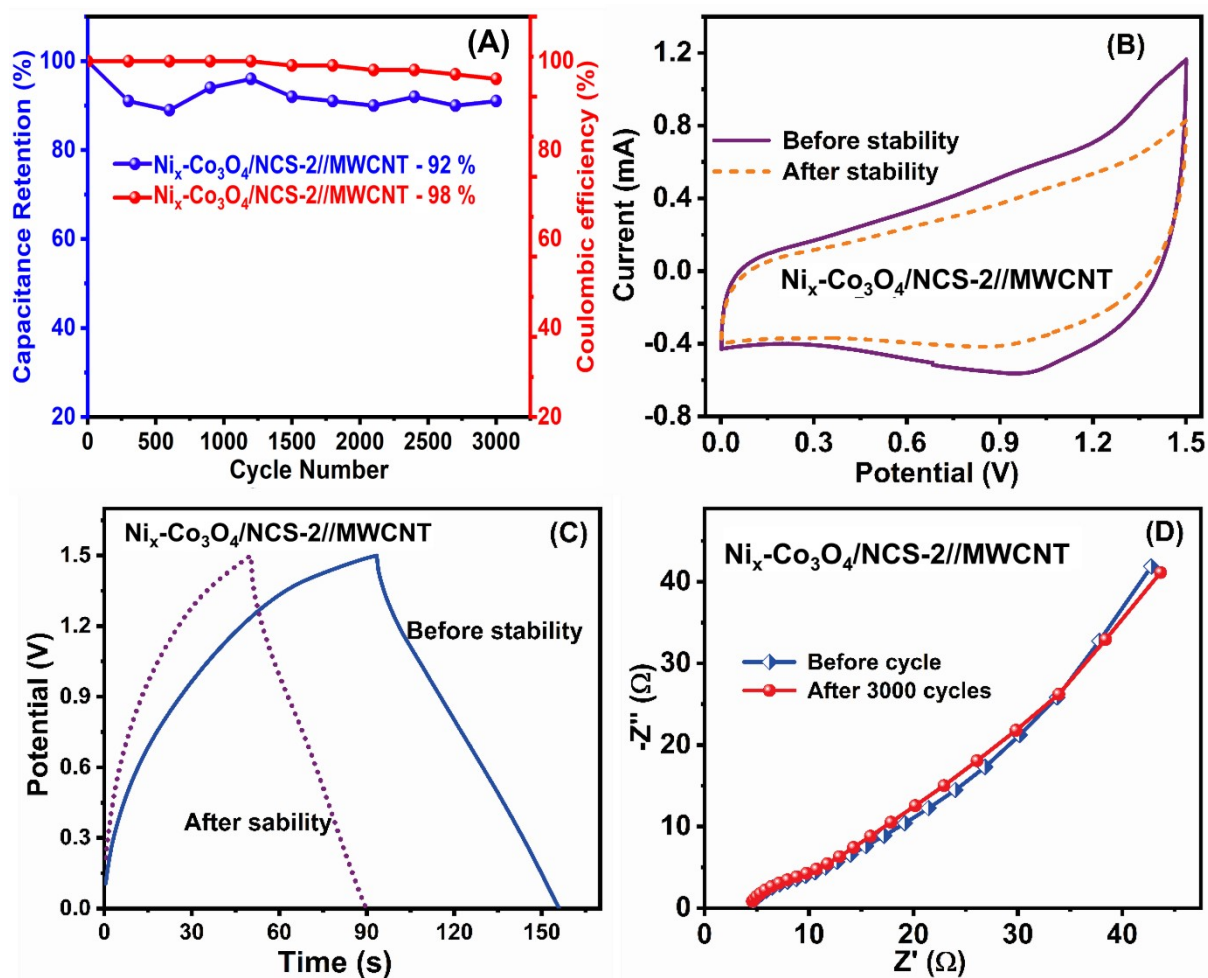 (A)
Capacitance Retention (%)
100
80
60
40
20
Niₓ-Co₃O₄/NCS-2//MWCNT - 92 %
Niₓ-Co₃O₄/NCS-2//MWCNT - 98 %
100
80
60
40
20
Coulombic efficiency (%)
0 500 1000 1500 2000 2500 3000
Cycle Number
(B)
Current (mA)
1.2
0.8
0.4
0.0
-0.4
-0.8
Before stability
After stability
Niₓ-Co₃O₄/NCS-2//MWCNT
0.0 0.3 0.6 0.9 1.2 1.5
Potential (V)
(C)
Niₓ-Co₃O₄/NCS-2//MWCNT
Potential (V)
1.5
1.2
0.9
0.6
0.3
0.0
Before stability
After sability
0 30 60 90 120 150
Time (s)
(D)
Niₓ-Co₃O₄/NCS-2//MWCNT
-Z'' (Ω)
40
30
20
10
0
Before cycle
After 3000 cycles
0 10 20 30 40
Z' (Ω)